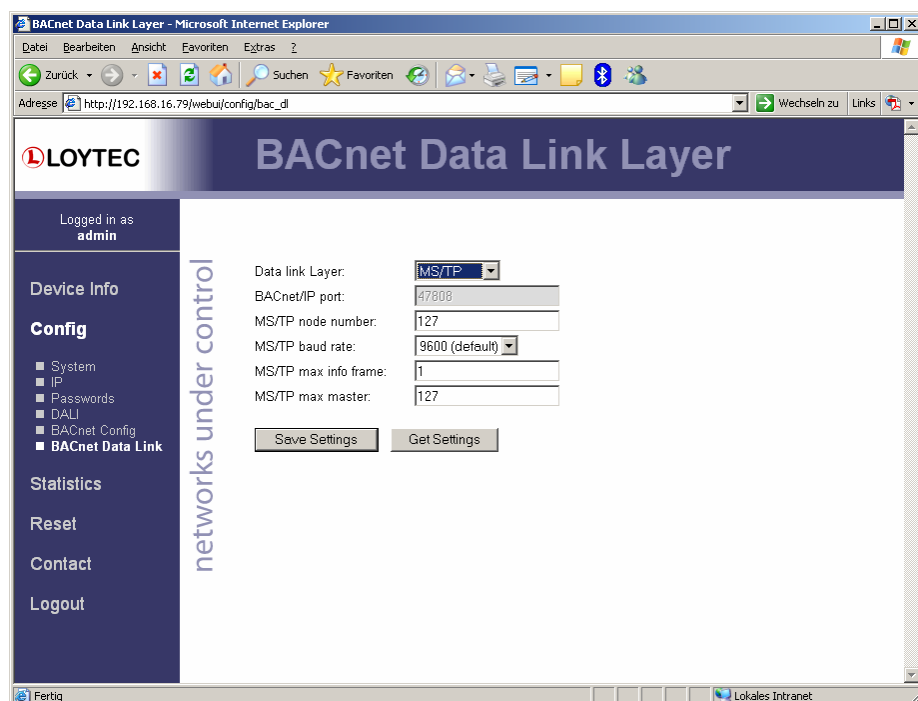 BACnet Data Link Layer - Microsoft Internet Explorer
Datei Bearbeiten Ansicht Favoriten Extras ?
Zurück Suchen Favoriten
Adresse http://192.168.16.79/webui/config/bac_dl Wechseln zu Links
LOYTEC
BACnet Data Link Layer
Logged in as
admin
Device Info
Config
System
IP
Passwords
DALI
BACnet Config
BACnet Data Link
Statistics
Reset
Contact
Logout
networks under control
Data link Layer: MS/TP
BACnet/IP port: 47808
MS/TP node number: 127
MS/TP baud rate: 9600 (default)
MS/TP max info frame: 1
MS/TP max master: 127
Save Settings Get Settings
Fertig Lokales Intranet